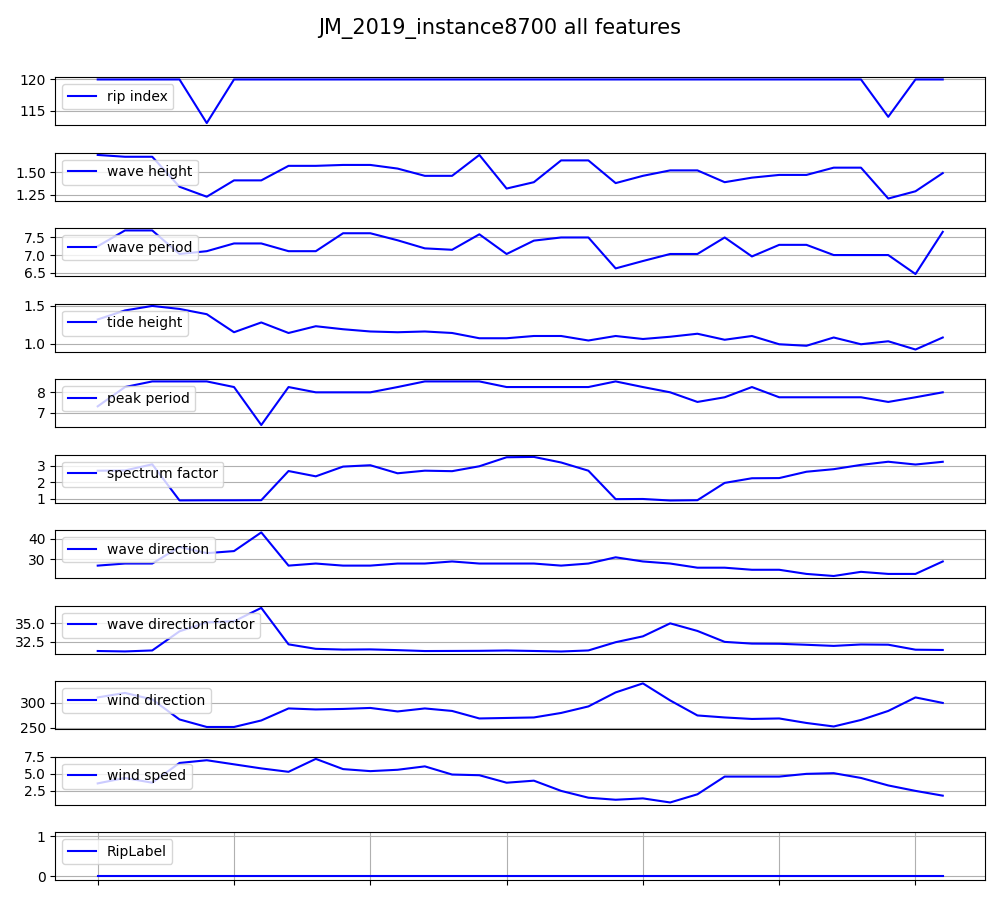 JM_2019_instance8700 all features
120
115
rip index
1.50
1.25
wave height
7.5
7.0
6.5
wave period
1.5
1.0
tide height
8
7
peak period
3
2
1
spectrum factor
40
30
wave direction
35.0
32.5
wave direction factor
300
250
wind direction
7.5
5.0
2.5
wind speed
1
0
RipLabel